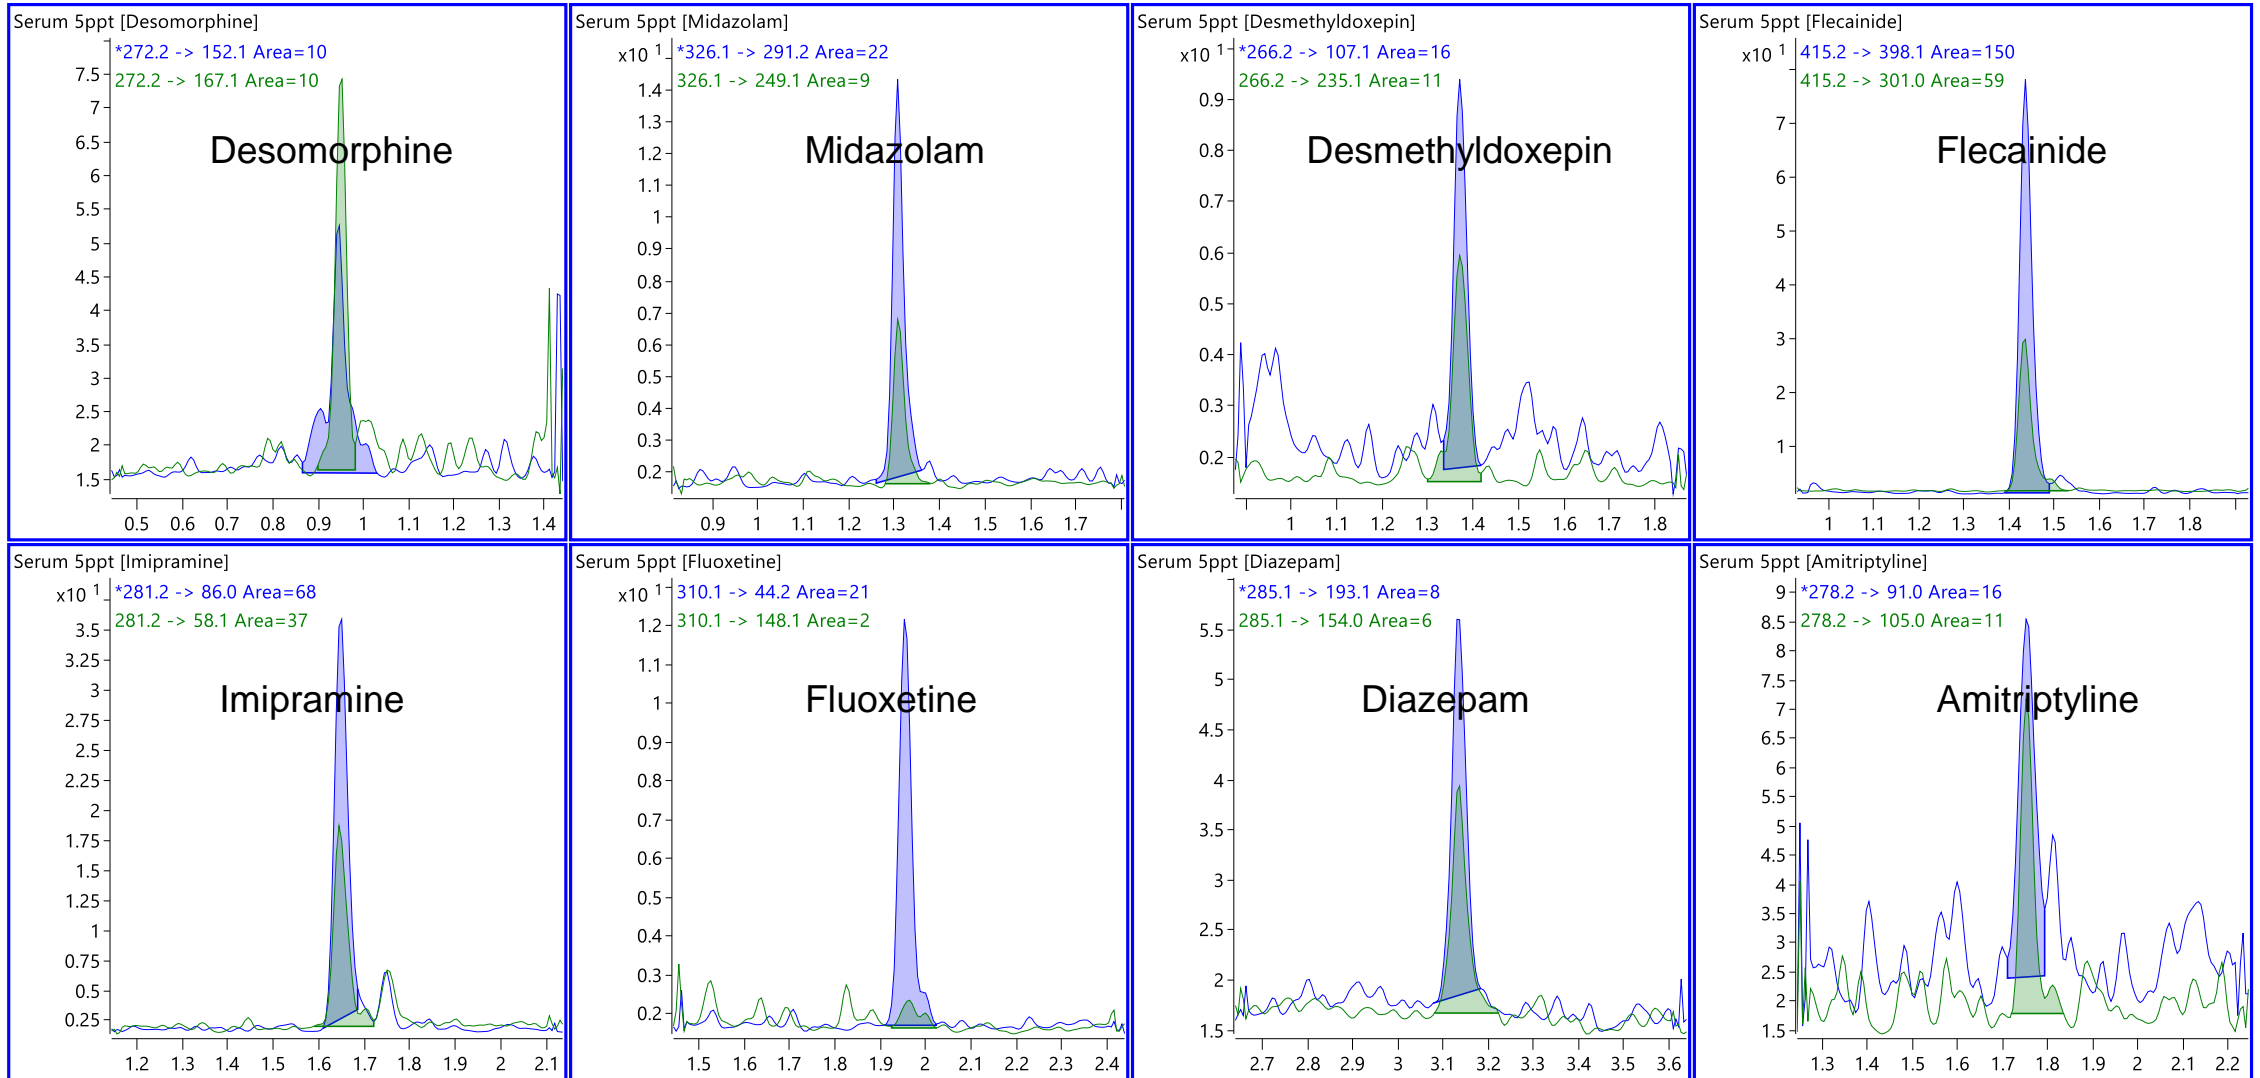 Serum 5ppt [Desomorphine]
*272.2 -> 152.1 Area=10
272.2 -> 167.1 Area=10
Desomorphine
7.5
7
6.5
6
5.5
5
4.5
4
3.5
3
2.5
2
1.5
0.5 0.6 0.7 0.8 0.9 1 1.1 1.2 1.3 1.4
Serum 5ppt [Midazolam]
x10 1
*326.1 -> 291.2 Area=22
326.1 -> 249.1 Area=9
Midazolam
1.4
1.3
1.2
1.1
1
0.9
0.8
0.7
0.6
0.5
0.4
0.3
0.2
0.9 1 1.1 1.2 1.3 1.4 1.5 1.6 1.7
Serum 5ppt [Desmethyldoxepin]
x10 1
*266.2 -> 107.1 Area=16
266.2 -> 235.1 Area=11
Desmethyldoxepin
0.9
0.8
0.7
0.6
0.5
0.4
0.3
0.2
1 1.1 1.2 1.3 1.4 1.5 1.6 1.7 1.8
Serum 5ppt [Flecainide]
x10 1
415.2 -> 398.1 Area=150
415.2 -> 301.0 Area=59
Flecainide
7
6
5
4
3
2
1
1 1.1 1.2 1.3 1.4 1.5 1.6 1.7 1.8
Serum 5ppt [Imipramine]
x10 1
*281.2 -> 86.0 Area=68
281.2 -> 58.1 Area=37
Imipramine
3.5
3.25
3
2.75
2.5
2.25
2
1.75
1.5
1.25
1
0.75
0.5
0.25
1.2 1.3 1.4 1.5 1.6 1.7 1.8 1.9 2 2.1
Serum 5ppt [Fluoxetine]
x10 1
310.1 -> 44.2 Area=21
310.1 -> 148.1 Area=2
Fluoxetine
1.2
1.1
1
0.9
0.8
0.7
0.6
0.5
0.4
0.3
0.2
1.5 1.6 1.7 1.8 1.9 2 2.1 2.2 2.3 2.4
Serum 5ppt [Diazepam]
*285.1 -> 193.1 Area=8
285.1 -> 154.0 Area=6
Diazepam
5.5
5
4.5
4
3.5
3
2.5
2
1.5
2.7 2.8 2.9 3 3.1 3.2 3.3 3.4 3.5 3.6
Serum 5ppt [Amitriptyline]
*278.2 -> 91.0 Area=16
278.2 -> 105.0 Area=11
Amitriptyline
9
8.5
8
7.5
7
6.5
6
5.5
5
4.5
4
3.5
3
2.5
2
1.5
1.3 1.4 1.5 1.6 1.7 1.8 1.9 2 2.1 2.2